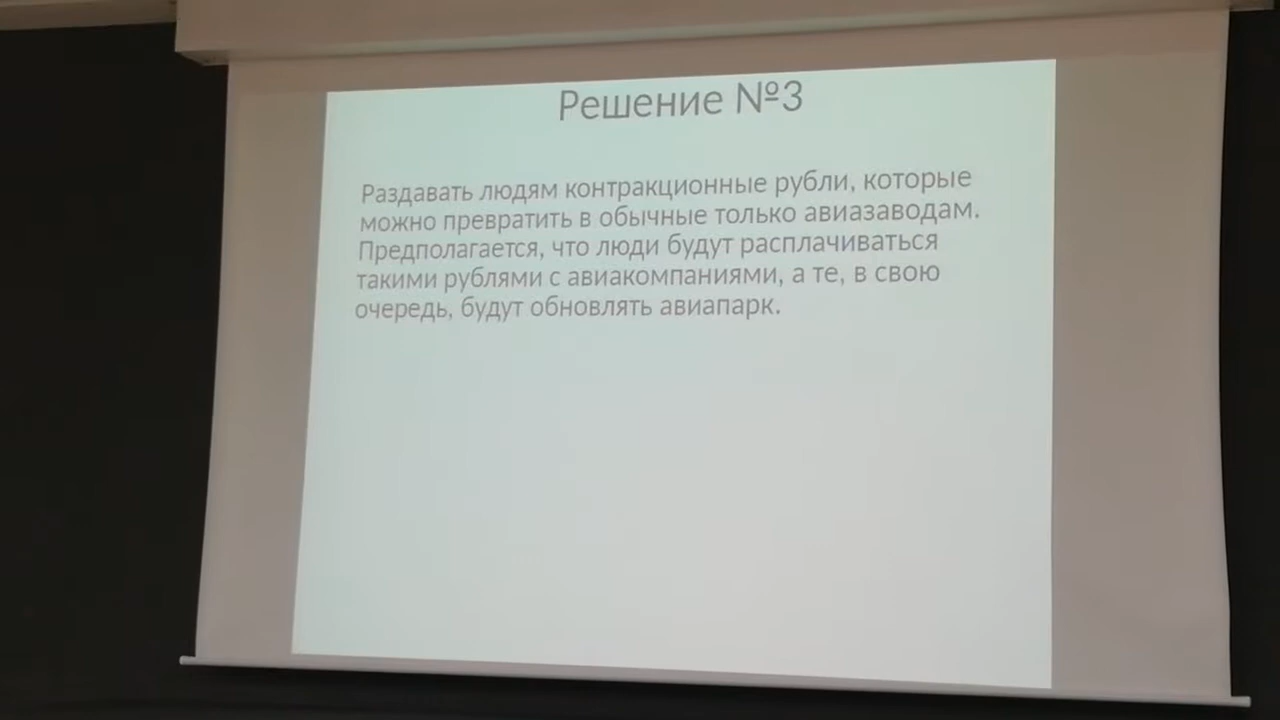 Решение №3
Раздавать людям контракционные рубли, которые
можно превратить в обычные только авиазаводам.
Предполагается, что люди будут расплачиваться
такими рублями с авиакомпаниями, а те, в свою
очередь, будут обновлять авиапарк.